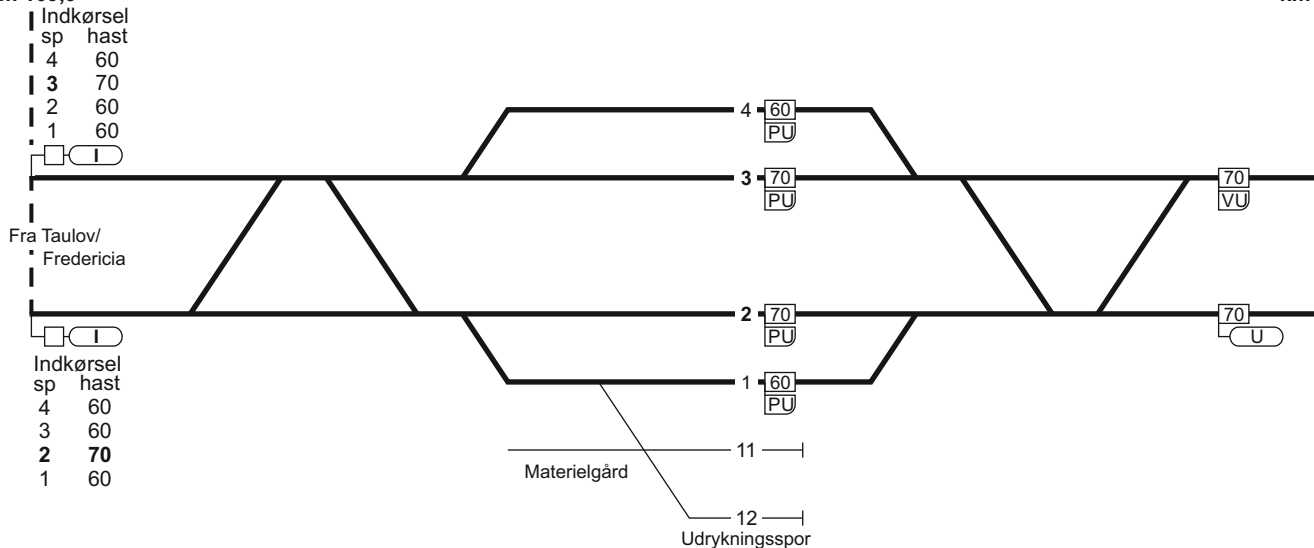 Indkørsel
sp hast
4 60
3 70
2 60
1 60
I
4 60
PU
3 70
PU
70
VU
Fra Taulov/
Fredericia
2 70
PU
70
U
I
Indkørsel
sp hast
4 60
3 60
2 70
1 60
1 60
PU
11
Materielgård
12
Udrykningsspor